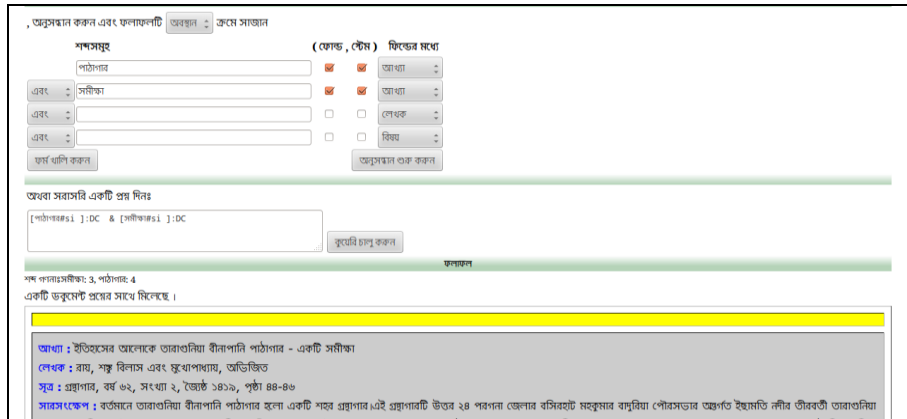 , অনুসন্ধান করুন এবং ফলাফলটি অবস্থান ক্রমে সাজান
শব্দসমূহ ( ফোল্ড , স্টেম ) ফিল্ডের মধ্যে
পাঠাগার আখ্যা
এবং সমীক্ষা আখ্যা
এবং লেখক
এবং বিষয়
ফর্ম খালি করুন অনুসন্ধান শুরু করুন
অথবা সরাসরি একটি প্রশ্ন দিনঃ
[পাঠাগার#si ]:DC & [সমীক্ষা#si ]:DC
কুয়েরি চালু করুন
ফলাফল
শব্দ গণনাঃসমীক্ষা: 3, পাঠাগার: 4
একটি ডকুমেন্ট প্রশ্নের সাথে মিলেছে ।
আখ্যা : ইতিহাসের আলোকে তারাগুনিয়া বীনাপানি পাঠাগার - একটি সমীক্ষা
লেখক : রায়, শম্ভু বিলাস এবং মুখোপাধ্যায়, অভিজিত
সূত্র : গ্রন্থাগার, বর্ষ ৬২, সংখ্যা ২, জ্যৈষ্ঠ ১৪১৯, পৃষ্ঠা ৪৪-৪৬
সারসংক্ষেপ : বর্তমানে তারাগুনিয়া বীনাপানি পাঠাগার হলো একটি শহর গ্রন্থাগার।এই গ্রন্থাগারটি উত্তর ২৪ পরগনা জেলার বসিরহাট মহকুমার বাদুরিয়া পৌরসভার অন্তর্গত ইছামতি নদীর তীরবর্তী তারাগুনিয়া